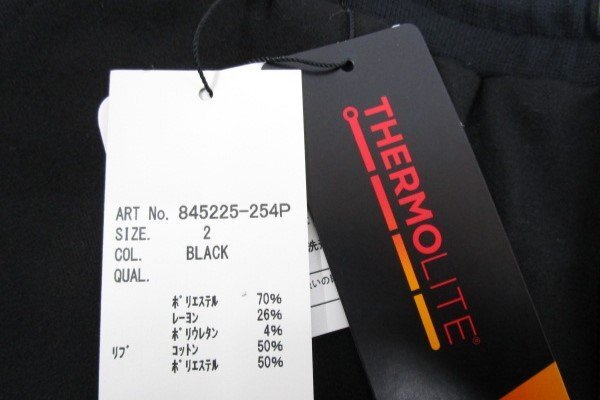 ART No. 845225-254P
SIZE. 2
COL. BLACK
QUAL.
ﾎﾟﾘｴｽﾃﾙ 70%
ﾚｰﾖﾝ 26%
ﾎﾟﾘｳﾚﾀﾝ 4%
ﾘﾌﾞ ｺｯﾄﾝ 50%
ﾎﾟﾘｴｽﾃﾙ 50%
THERMOLITE®